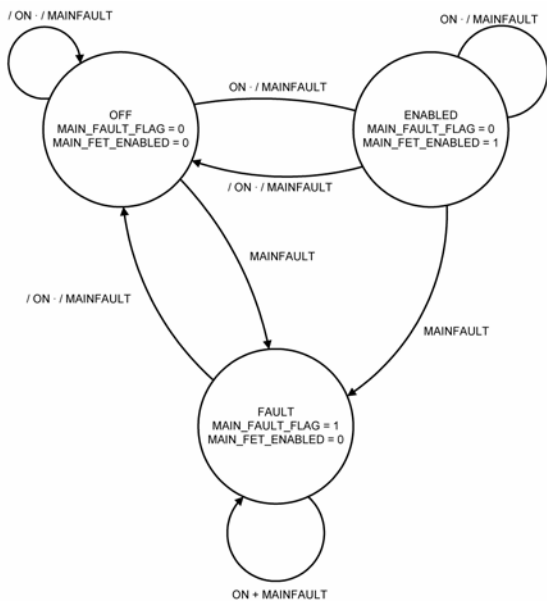 / ON · / MAINFAULT
ON · / MAINFAULT
ON · / MAINFAULT
OFF
MAIN_FAULT_FLAG = 0
MAIN_FET_ENABLED = 0
ENABLED
MAIN_FAULT_FLAG = 0
MAIN_FET_ENABLED = 1
/ ON · / MAINFAULT
MAINFAULT
/ ON · / MAINFAULT
MAINFAULT
FAULT
MAIN_FAULT_FLAG = 1
MAIN_FET_ENABLED = 0
ON + MAINFAULT